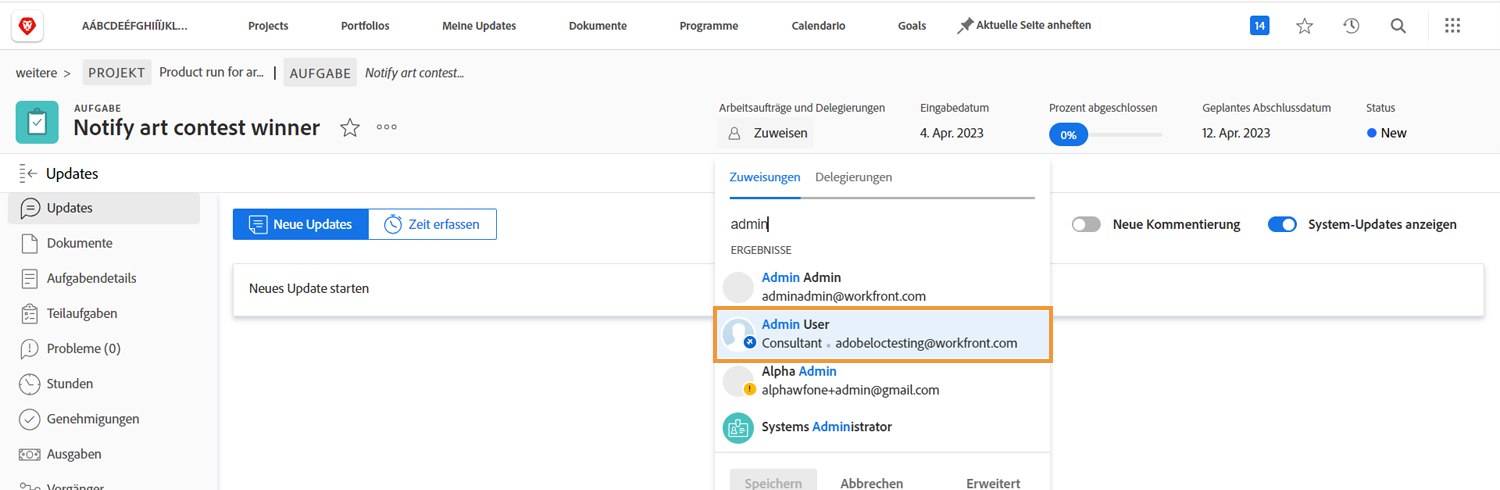 AÁBCDEÉFGHIÍJKL...
Projects
Portfolios
Meine Updates
Dokumente
Programme
Calendario
Goals
Aktuelle Seite anheften
14
weitere >
PROJEKT
Product run for ar...
AUFGABE
Notify art contest...
AUFGABE
Notify art contest winner
Arbeitsaufträge und Delegierungen
Zuweisen
Eingabedatum
4. Apr. 2023
Prozent abgeschlossen
0%
Geplantes Abschlussdatum
12. Apr. 2023
Status
New
Updates
Updates
Dokumente
Aufgabendetails
Teilaufgaben
Probleme (0)
Stunden
Genehmigungen
Ausgaben
Vorgänger
Neue Updates
Zeit erfassen
Neue Kommentierung
System-Updates anzeigen
Neues Update starten
Zuweisungen
Delegierungen
admin
ERGEBNISSE
Admin Admin
adminadmin@workfront.com
Admin User
Consultant • adobeloctesting@workfront.com
Alpha Admin
alphawfone+admin@gmail.com
Systems Administrator
Speichern
Abbrechen
Erweitert